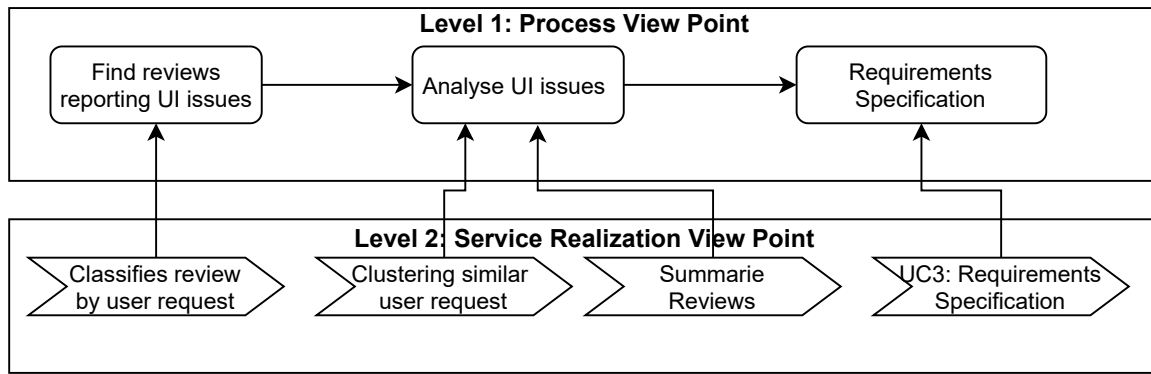 Level 1: Process View Point
Find reviews
reporting UI issues
Analyse UI issues
Requirements
Specification
Level 2: Service Realization View Point
Classifies review
by user request
Clustering similar
user request
Summarie
Reviews
UC3: Requirements
Specification